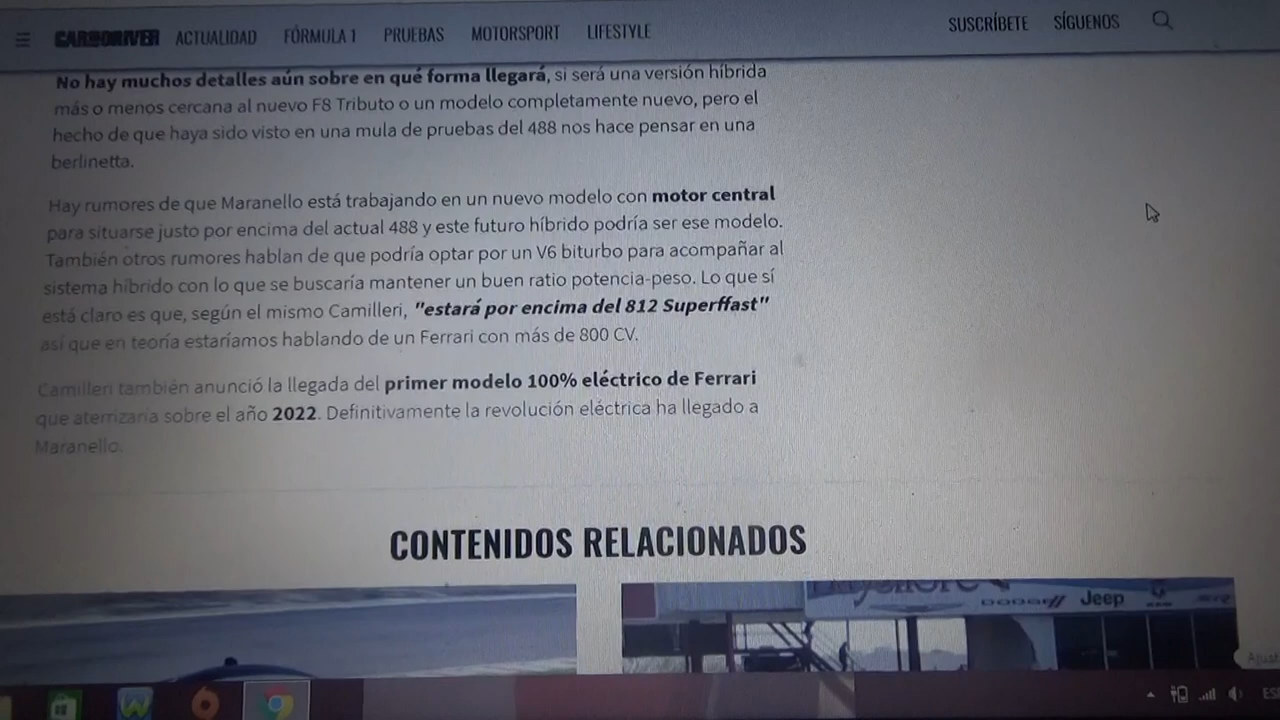 CARANDDRIVER ACTUALIDAD FÓRMULA 1 PRUEBAS MOTORSPORT LIFESTYLE SUSCRÍBETE SÍGUENOS
No hay muchos detalles aún sobre en qué forma llegará, si será una versión híbrida
más o menos cercana al nuevo F8 Tributo o un modelo completamente nuevo, pero el
hecho de que haya sido visto en una mula de pruebas del 488 nos hace pensar en una
berlinetta.
Hay rumores de que Maranello está trabajando en un nuevo modelo con motor central
para situarse justo por encima del actual 488 y este futuro híbrido podría ser ese modelo.
También otros rumores hablan de que podría optar por un V6 biturbo para acompañar al
sistema híbrido con lo que se buscaría mantener un buen ratio potencia-peso. Lo que sí
está claro es que, según el mismo Camilleri, "estará por encima del 812 Superffast"
así que en teoría estaríamos hablando de un Ferrari con más de 800 CV.
Camilleri también anunció la llegada del primer modelo 100% eléctrico de Ferrari
que aterrizaría sobre el año 2022. Definitivamente la revolución eléctrica ha llegado a
Maranello.
CONTENIDOS RELACIONADOS
DODGE Jeep